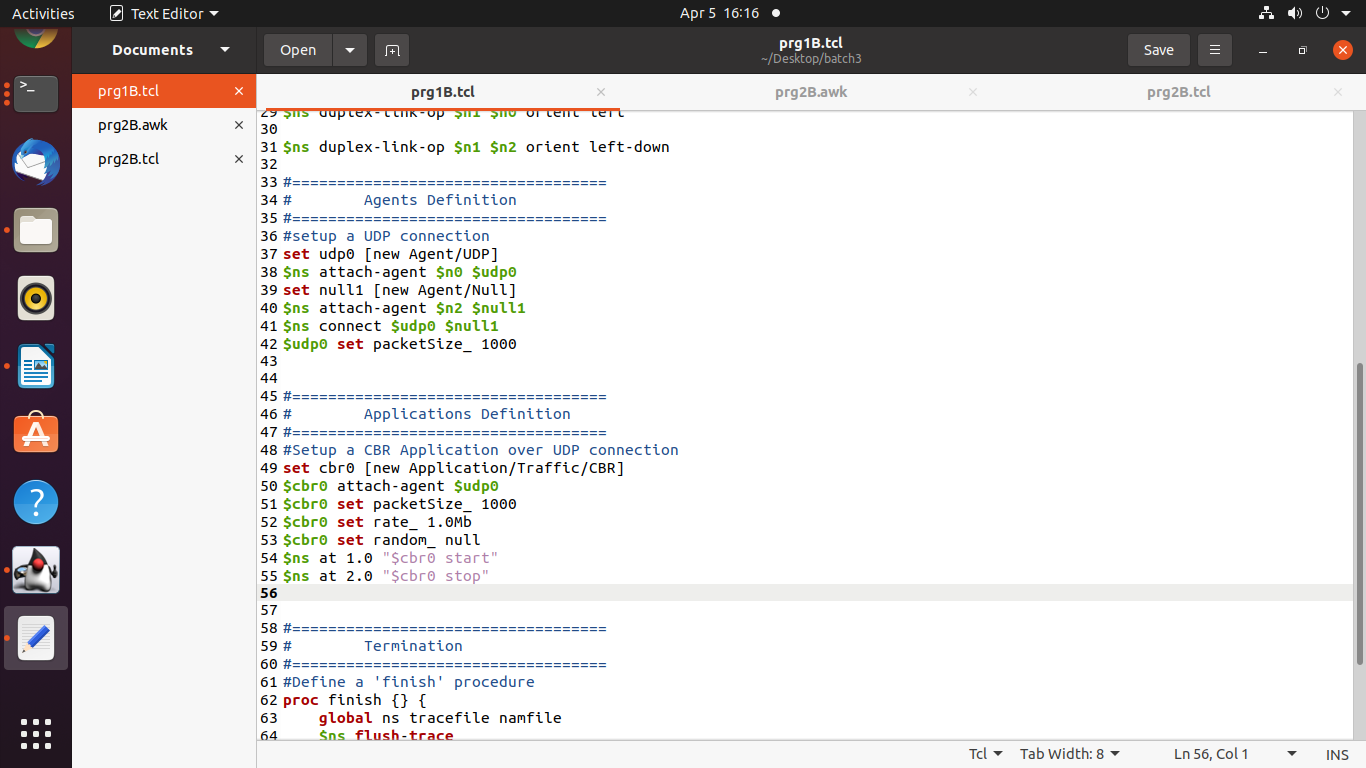 Activities Text Editor Apr 5 16:16
Documents Open prg1B.tcl Save
~/Desktop/batch3
prg1B.tcl
prg2B.awk
prg2B.tcl
prg1B.tcl prg2B.awk prg2B.tcl
29 $ns duplex-link-op $n1 $n0 orient left
30
31 $ns duplex-link-op $n1 $n2 orient left-down
32
33 #===================================
34 #        Agents Definition
35 #===================================
36 #setup a UDP connection
37 set udp0 [new Agent/UDP]
38 $ns attach-agent $n0 $udp0
39 set null1 [new Agent/Null]
40 $ns attach-agent $n2 $null1
41 $ns connect $udp0 $null1
42 $udp0 set packetSize_ 1000
43
44
45 #===================================
46 #        Applications Definition
47 #===================================
48 #Setup a CBR Application over UDP connection
49 set cbr0 [new Application/Traffic/CBR]
50 $cbr0 attach-agent $udp0
51 $cbr0 set packetSize_ 1000
52 $cbr0 set rate_ 1.0Mb
53 $cbr0 set random_ null
54 $ns at 1.0 "$cbr0 start"
55 $ns at 2.0 "$cbr0 stop"
56
57
58 #===================================
59 #        Termination
60 #===================================
61 #Define a 'finish' procedure
62 proc finish {} {
63     global ns tracefile namfile
64     $ns flush-trace
Tcl Tab Width: 8 Ln 56, Col 1 INS